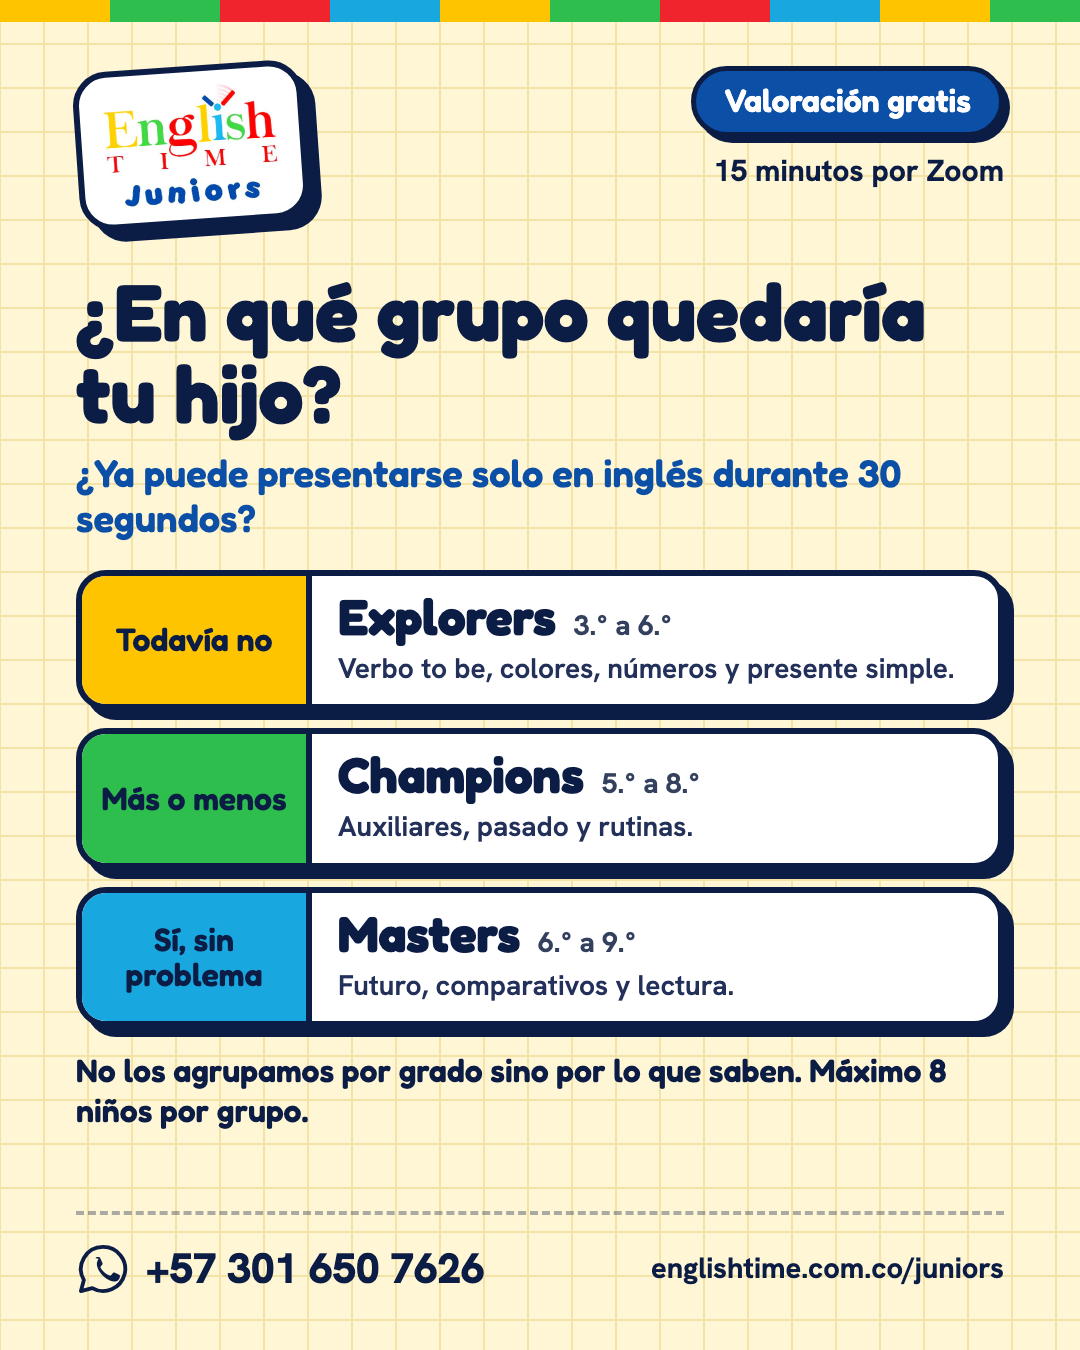 English
TIME
Juniors
Valoración gratis
15 minutos por Zoom
¿En qué grupo quedaría
tu hijo?
¿Ya puede presentarse solo en inglés durante 30
segundos?
Todavía no
Explorers 3.° a 6.°
Verbo to be, colores, números y presente simple.
Más o menos
Champions 5.° a 8.°
Auxiliares, pasado y rutinas.
Sí, sin
problema
Masters 6.° a 9.°
Futuro, comparativos y lectura.
No los agrupamos por grado sino por lo que saben. Máximo 8
niños por grupo.
+57 301 650 7626
englishtime.com.co/juniors